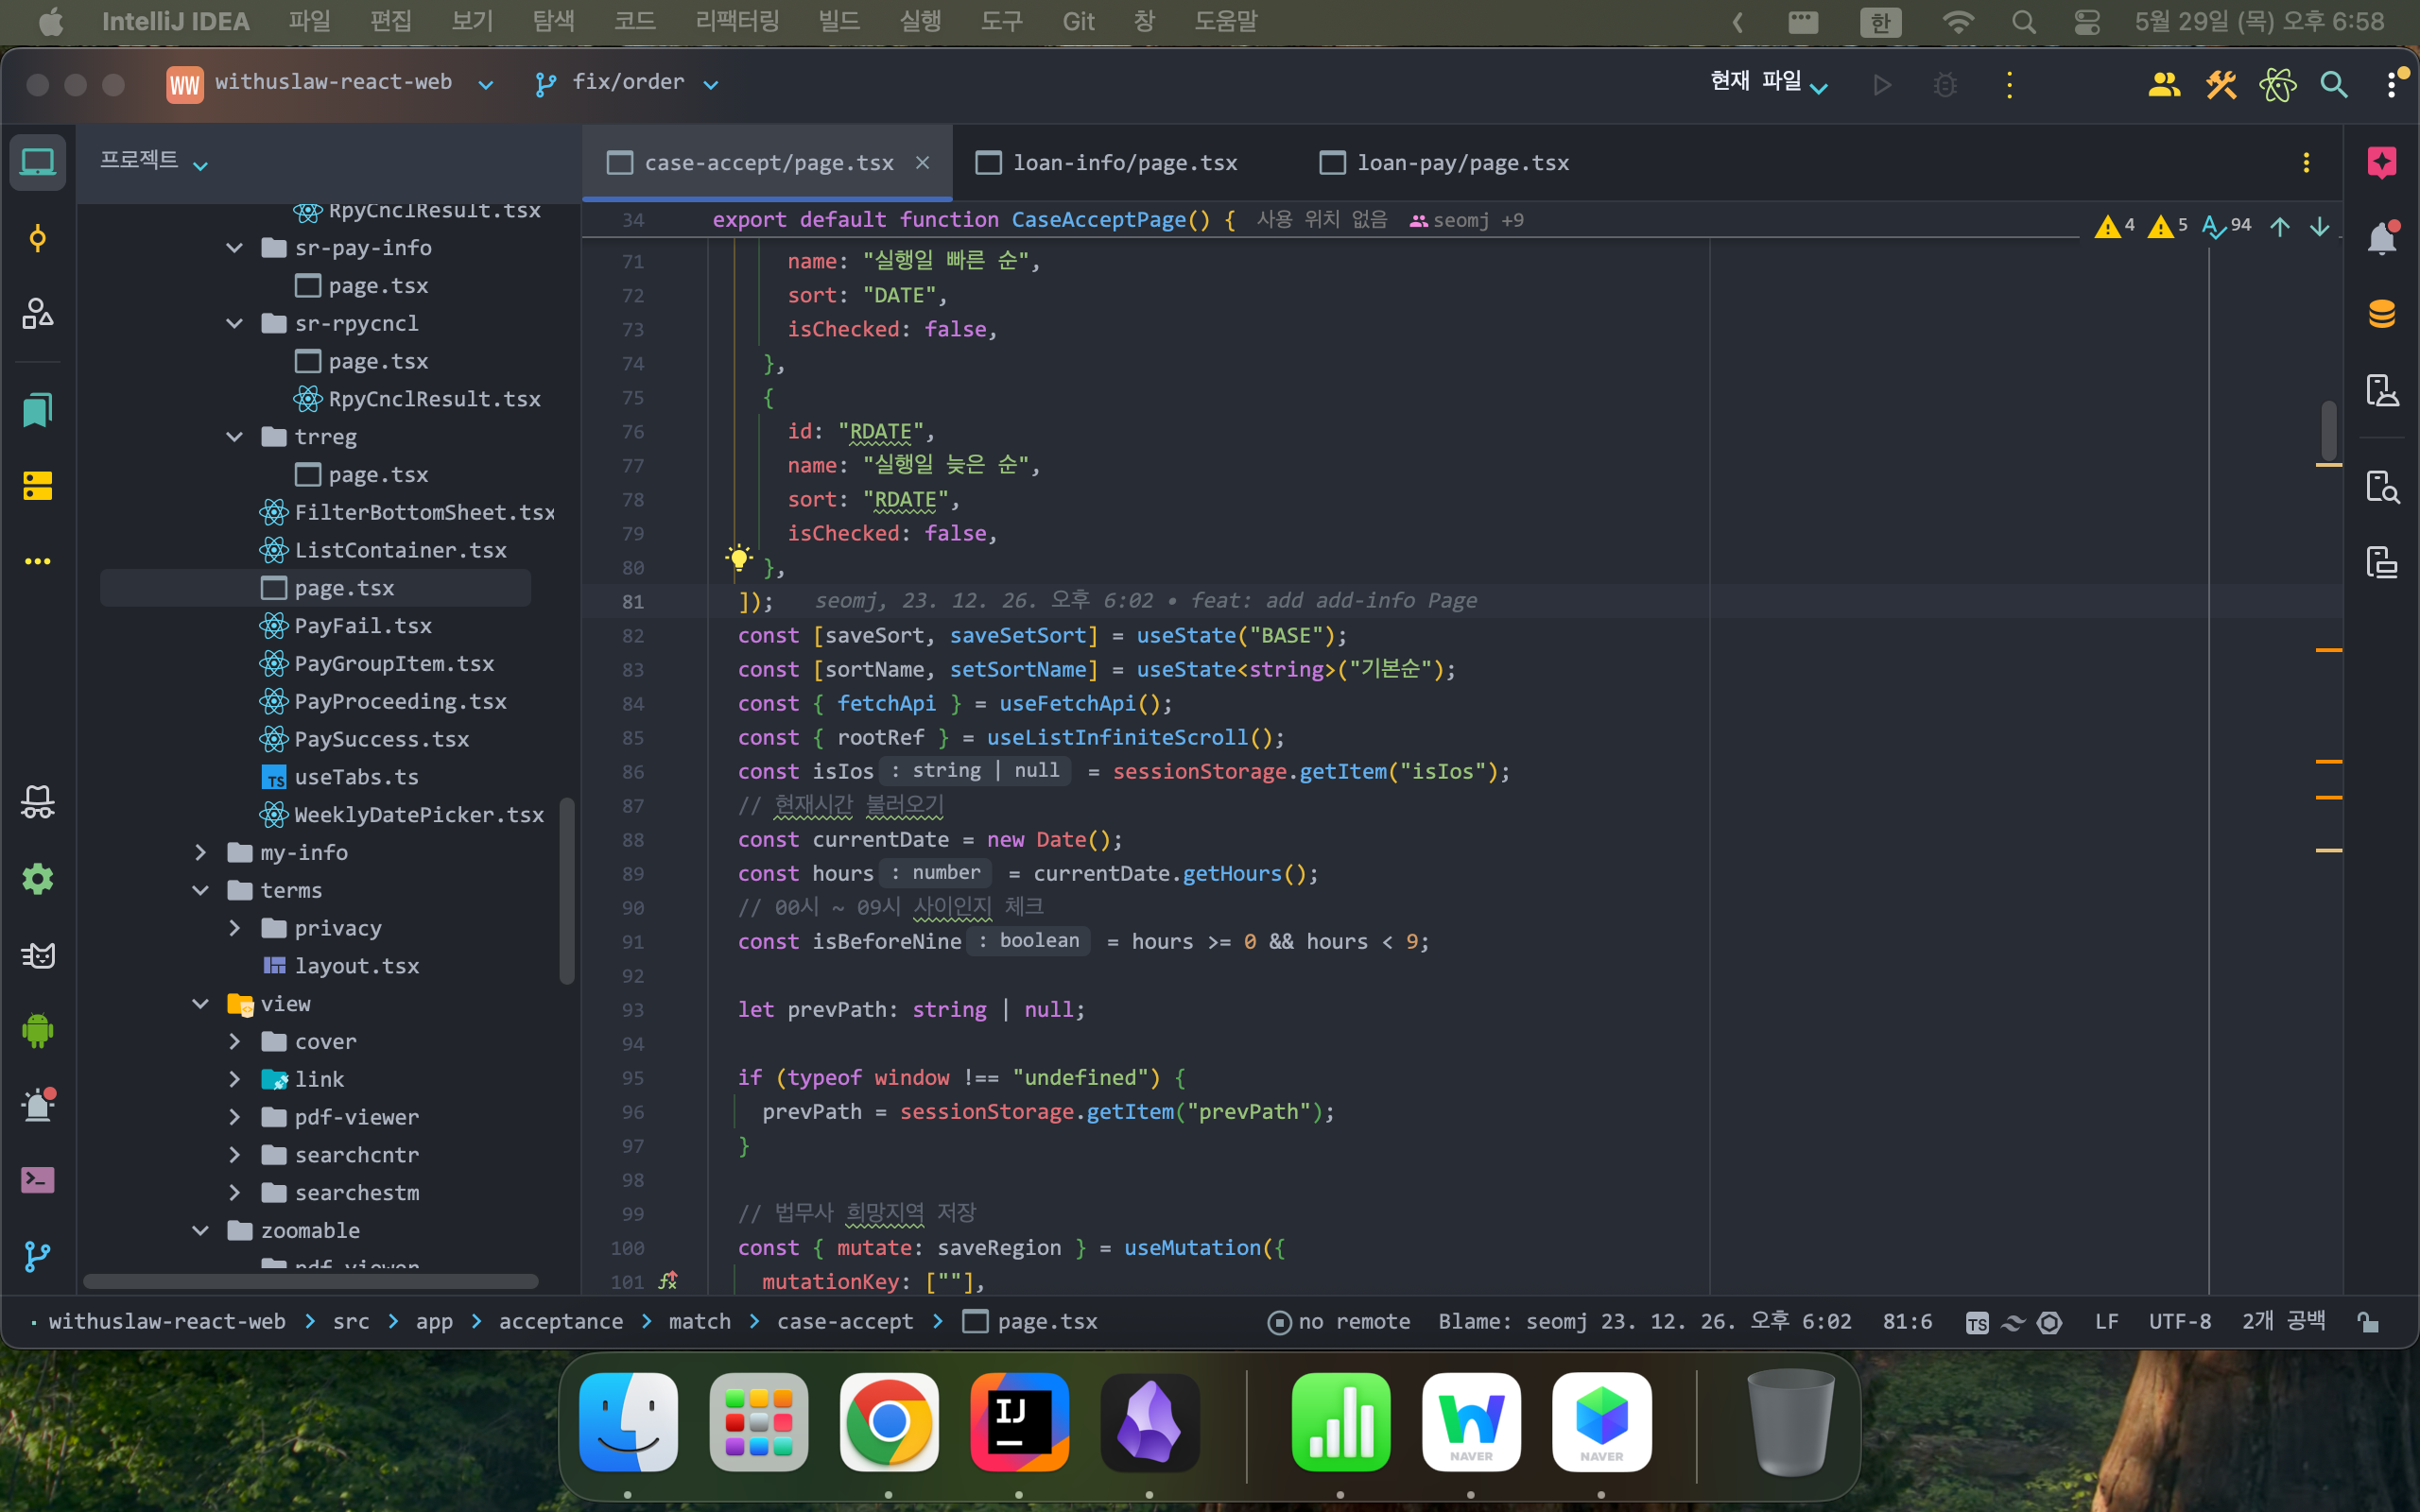 IntelliJ IDEA 파일 편집 보기 탐색 코드 리팩터링 빌드 실행 도구 Git 창 도움말 한 5월 29일 (목) 오후 6:58
WW withuslaw-react-web fix/order 현재 파일
프로젝트
case-accept/page.tsx × loan-info/page.tsx loan-pay/page.tsx
RpyCnclResult.tsx
sr-pay-info
page.tsx
sr-rpycncl
page.tsx
RpyCnclResult.tsx
trreg
page.tsx
FilterBottomSheet.tsx
ListContainer.tsx
page.tsx
PayFail.tsx
PayGroupItem.tsx
PayProceeding.tsx
PaySuccess.tsx
TS useTabs.ts
WeeklyDatePicker.tsx
my-info
terms
privacy
layout.tsx
view
cover
link
pdf-viewer
searchcntr
searchestm
zoomable
pdf-viewer
34 export default function CaseAcceptPage() { 사용 위치 없음 seomj +9
4 5 94
71 name: "실행일 빠른 순",
72 sort: "DATE",
73 isChecked: false,
74 },
75 {
76 id: "RDATE",
77 name: "실행일 늦은 순",
78 sort: "RDATE",
79 isChecked: false,
80 },
81 ]); seomj, 23. 12. 26. 오후 6:02 • feat: add add-info Page
82 const [saveSort, saveSetSort] = useState("BASE");
83 const [sortName, setSortName] = useState<string>("기본순");
84 const { fetchApi } = useFetchApi();
85 const { rootRef } = useListInfiniteScroll();
86 const isIos : string | null = sessionStorage.getItem("isIos");
87 // 현재시간 불러오기
88 const currentDate = new Date();
89 const hours : number = currentDate.getHours();
90 // 00시 ~ 09시 사이인지 체크
91 const isBeforeNine : boolean = hours >= 0 && hours < 9;
92
93 let prevPath: string | null;
94
95 if (typeof window !== "undefined") {
96 prevPath = sessionStorage.getItem("prevPath");
97 }
98
99 // 법무사 희망지역 저장
100 const { mutate: saveRegion } = useMutation({
101 mutationKey: [""],
withuslaw-react-web > src > app > acceptance > match > case-accept > page.tsx no remote Blame: seomj 23. 12. 26. 오후 6:02 81:6 TS LF UTF-8 2개 공백
IJ
NAVER
NAVER